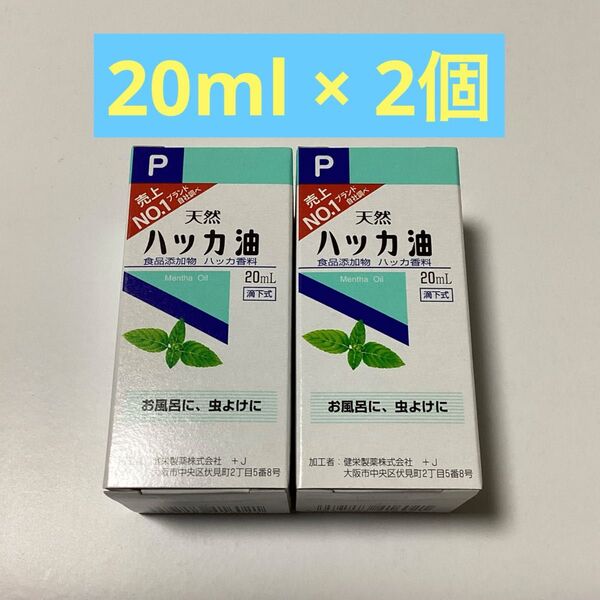 20ml × 2個
P
売上
NO.1
ブランド
自社調べ
天然
ハッカ油
食品添加物 ハッカ香料
Mentha Oil
20mL
滴下式
お風呂に、虫よけに
健栄製薬株式会社 +J
大阪市中央区伏見町2丁目5番8号
P
売上
NO.1
ブランド
自社調べ
天然
ハッカ油
食品添加物 ハッカ香料
Mentha Oil
20mL
滴下式
お風呂に、虫よけに
加工者:健栄製薬株式会社 +J
大阪市中央区伏見町2丁目5番8号